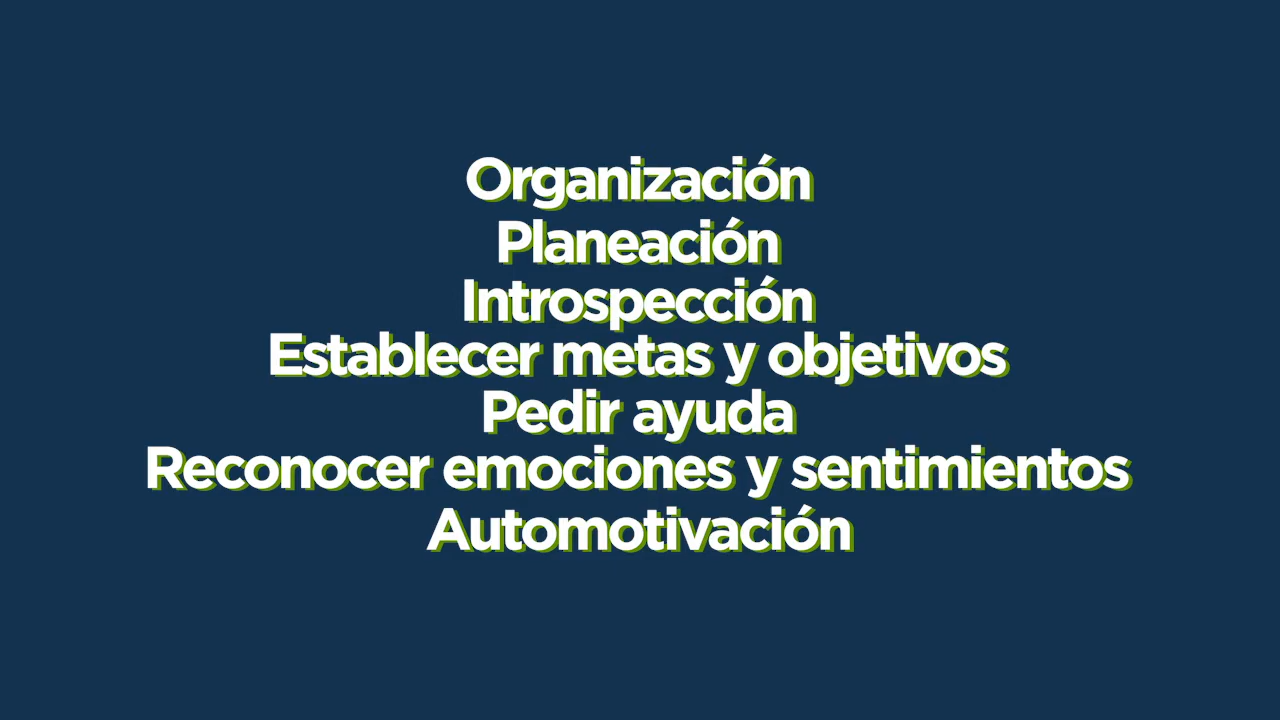 Organización
Planeación
Introspección
Establecer metas y objetivos
Pedir ayuda
Reconocer emociones y sentimientos
Automotivación